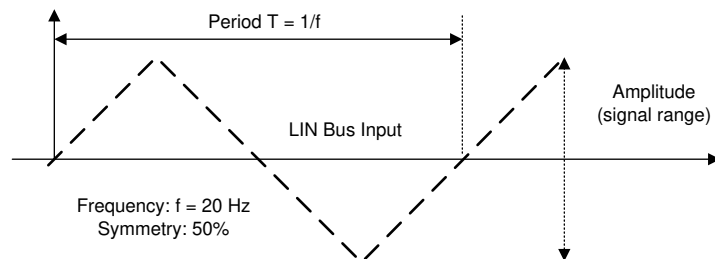 Period T = 1/f
Amplitude
(signal range)
LIN Bus Input
Frequency: f = 20 Hz
Symmetry: 50%